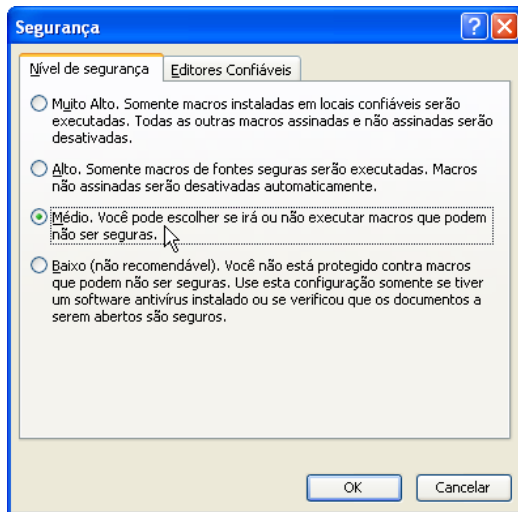 Segurança
Nível de segurança
Editores Confiáveis
Muito Alto. Somente macros instaladas em locais confiáveis serão
executadas. Todas as outras macros assinadas e não assinadas serão
desativadas.
Alto. Somente macros de fontes seguras serão executadas. Macros
não assinadas serão desativadas automaticamente.
Médio. Você pode escolher se irá ou não executar macros que podem
não ser seguras.
Baixo (não recomendável). Você não está protegido contra macros
que podem não ser seguras. Use esta configuração somente se tiver
um software antivírus instalado ou se verificou que os documentos a
serem abertos são seguros.
OK
Cancelar